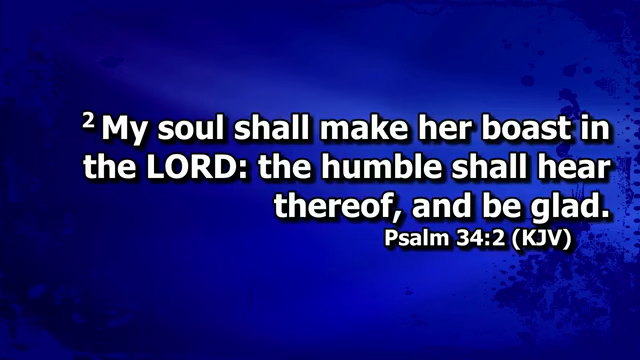 2 My soul shall make her boast in
the LORD: the humble shall hear
thereof, and be glad.
Psalm 34:2 (KJV)